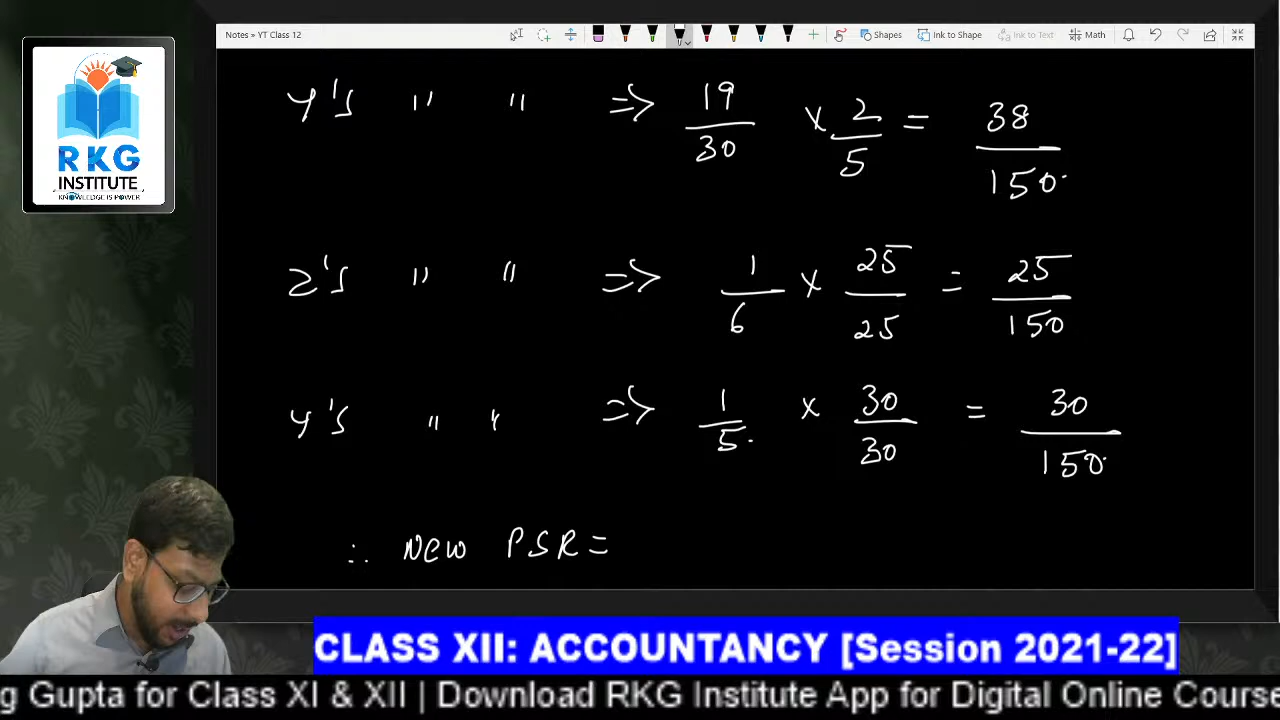 Notes » YT Class 12
Shapes Ink to Shape Ink to Text Math
RKG
INSTITUTE
KNOWLEDGE IS POWER
Y's " " => 19/30 × 2/5 = 38/150
Z's " " => 1/6 × 25/25 = 25/150
Y's " " => 1/5 × 30/30 = 30/150
∴ New PSR =
CLASS XII: ACCOUNTANCY [Session 2021-22]
g Gupta for Class XI & XII | Download RKG Institute App for Digital Online Course